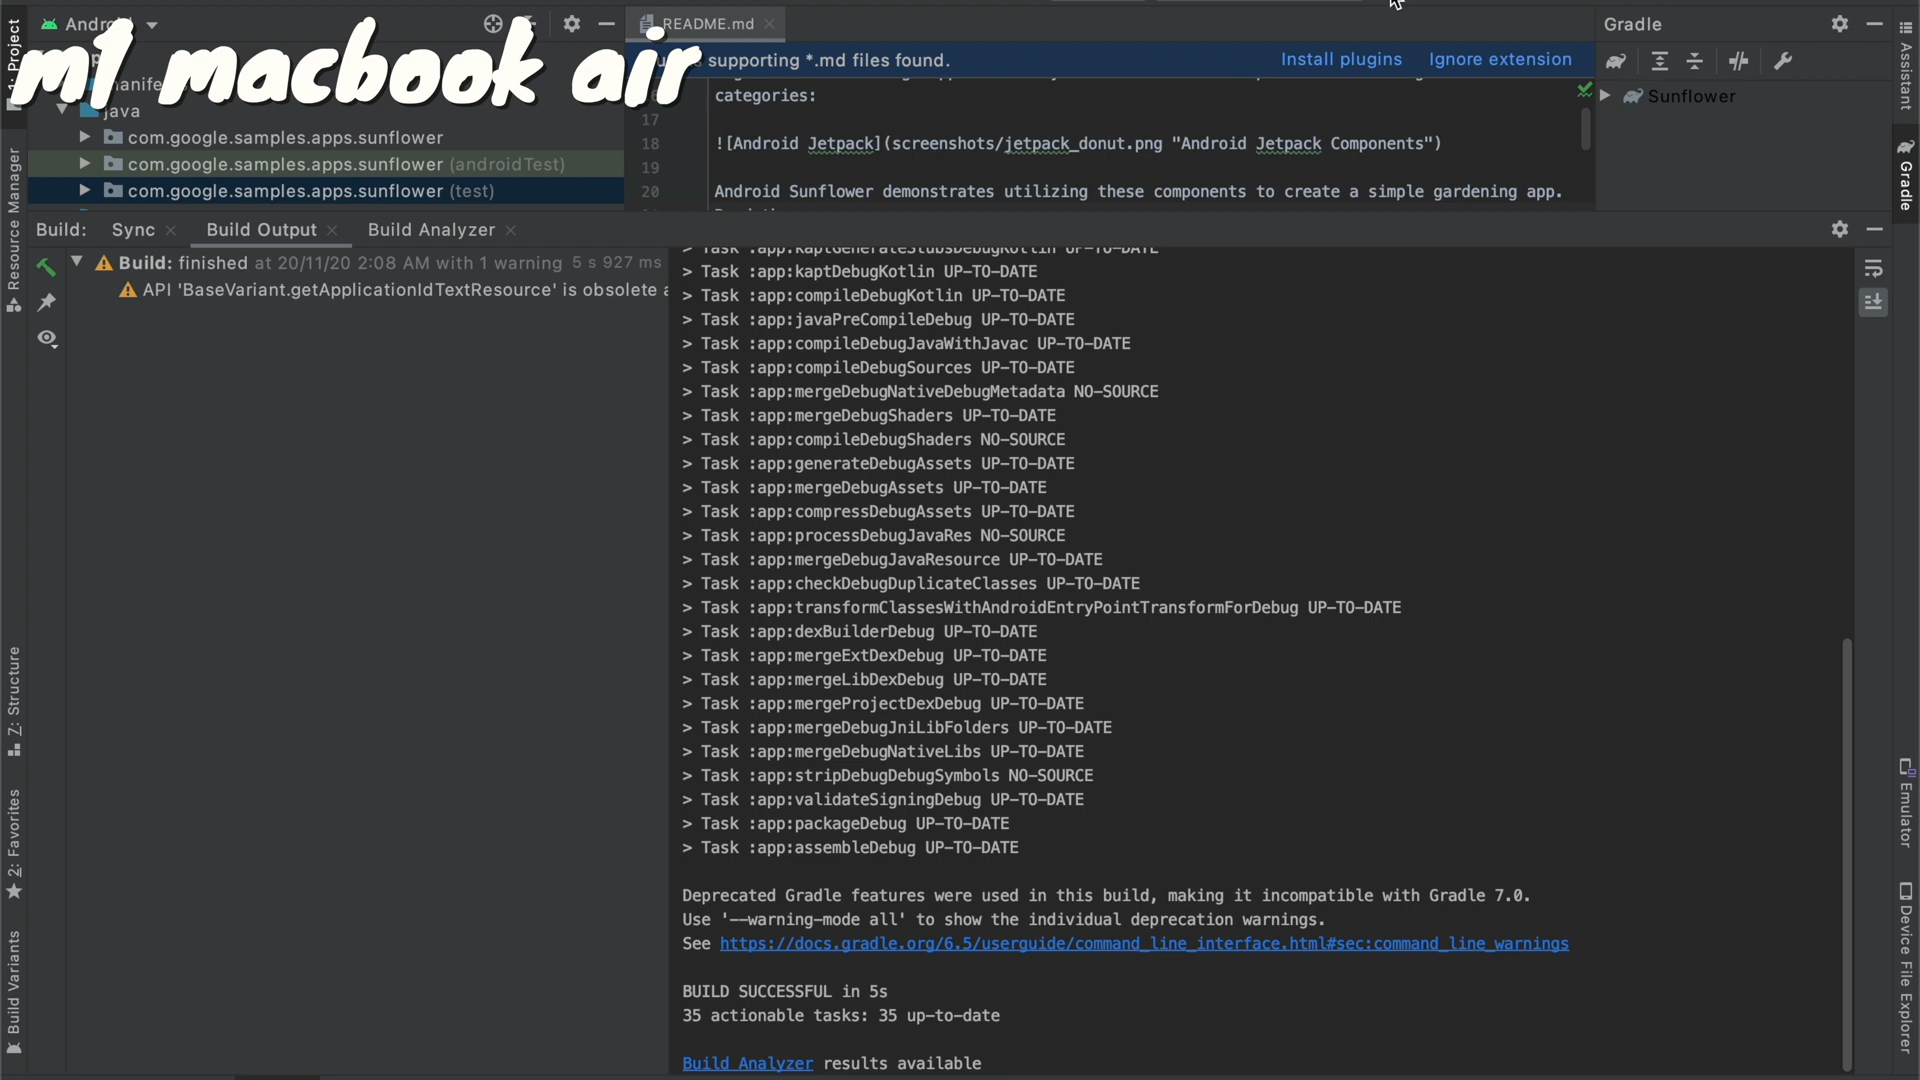 Android
README.md
Gradle
m1 macbook air
supporting *.md files found.
Install plugins
Ignore extension
categories:
Sunflower
java
17
com.google.samples.apps.sunflower
18
![Android Jetpack](screenshots/jetpack_donut.png "Android Jetpack Components")
com.google.samples.apps.sunflower (androidTest)
19
com.google.samples.apps.sunflower (test)
20
Android Sunflower demonstrates utilizing these components to create a simple gardening app.
Build:
Sync
Build Output
Build Analyzer
Build: finished at 20/11/20 2:08 AM with 1 warning
5 s 927 ms
API 'BaseVariant.getApplicationIdTextResource' is obsolete
> Task :app:kaptGenerateStubsDebugKotlin UP-TO-DATE
> Task :app:kaptDebugKotlin UP-TO-DATE
> Task :app:compileDebugKotlin UP-TO-DATE
> Task :app:javaPreCompileDebug UP-TO-DATE
> Task :app:compileDebugJavaWithJavac UP-TO-DATE
> Task :app:compileDebugSources UP-TO-DATE
> Task :app:mergeDebugNativeDebugMetadata NO-SOURCE
> Task :app:mergeDebugShaders UP-TO-DATE
> Task :app:compileDebugShaders NO-SOURCE
> Task :app:generateDebugAssets UP-TO-DATE
> Task :app:mergeDebugAssets UP-TO-DATE
> Task :app:compressDebugAssets UP-TO-DATE
> Task :app:processDebugJavaRes NO-SOURCE
> Task :app:mergeDebugJavaResource UP-TO-DATE
> Task :app:checkDebugDuplicateClasses UP-TO-DATE
> Task :app:transformClassesWithAndroidEntryPointTransformForDebug UP-TO-DATE
> Task :app:dexBuilderDebug UP-TO-DATE
> Task :app:mergeExtDexDebug UP-TO-DATE
> Task :app:mergeLibDexDebug UP-TO-DATE
> Task :app:mergeProjectDexDebug UP-TO-DATE
> Task :app:mergeDebugJniLibFolders UP-TO-DATE
> Task :app:mergeDebugNativeLibs UP-TO-DATE
> Task :app:stripDebugDebugSymbols NO-SOURCE
> Task :app:validateSigningDebug UP-TO-DATE
> Task :app:packageDebug UP-TO-DATE
> Task :app:assembleDebug UP-TO-DATE
Deprecated Gradle features were used in this build, making it incompatible with Gradle 7.0.
Use '--warning-mode all' to show the individual deprecation warnings.
See https://docs.gradle.org/6.5/userguide/command_line_interface.html#sec:command_line_warnings
BUILD SUCCESSFUL in 5s
35 actionable tasks: 35 up-to-date
Build Analyzer results available
1: Project
Resource Manager
Z: Structure
2: Favorites
Build Variants
Assistant
Gradle
Emulator
Device File Explorer